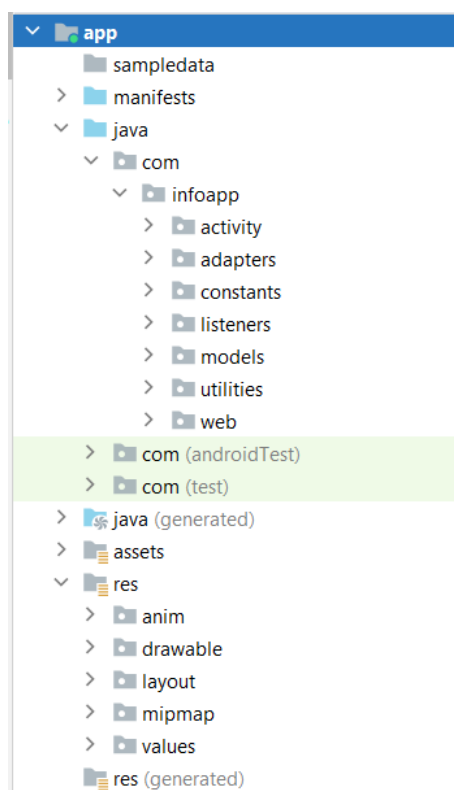 app
sampledata
manifests
java
com
infoapp
activity
adapters
constants
listeners
models
utilities
web
com (androidTest)
com (test)
java (generated)
assets
res
anim
drawable
layout
mipmap
values
res (generated)